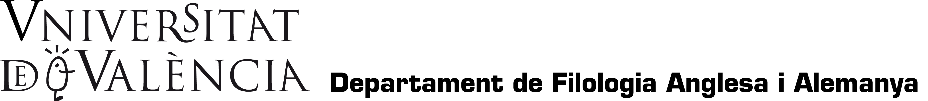 VNIVERSITAT
DE VALÈNCIA Departament de Filologia Anglesa i Alemanya